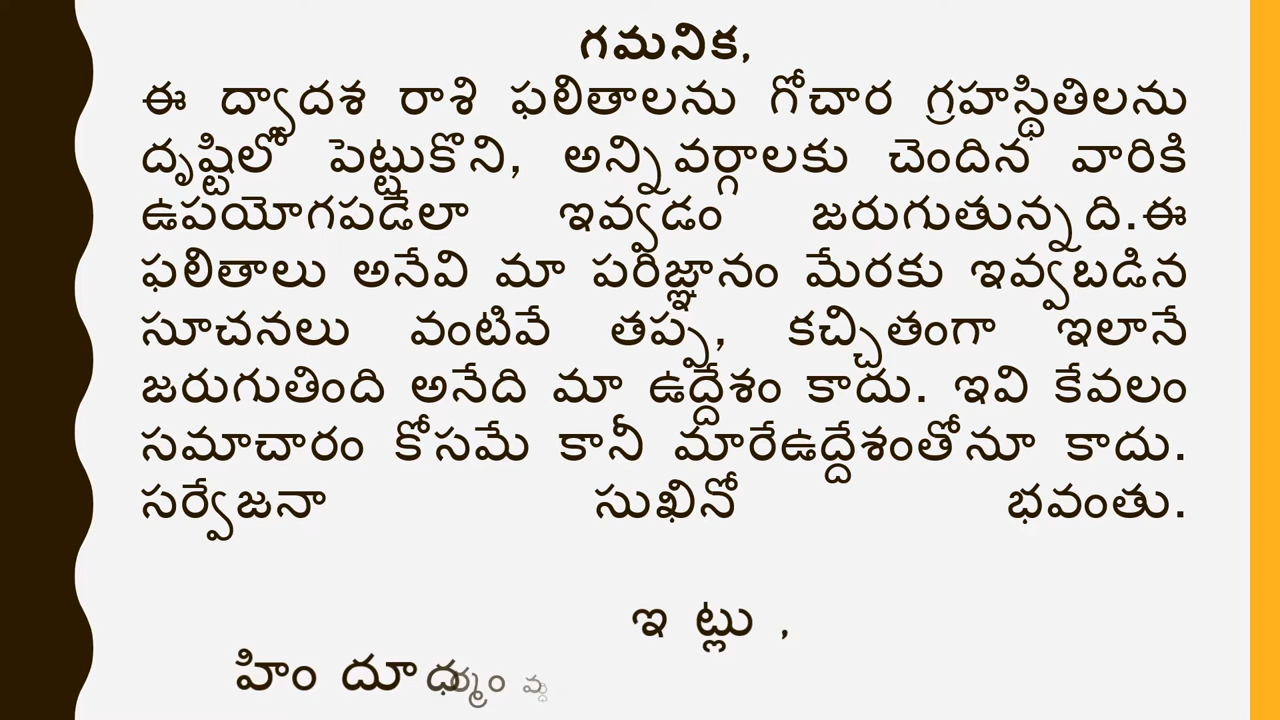 గమనిక,
ఈ ద్వాదశ రాశి ఫలితాలను గోచార గ్రహస్థితిలను
దృష్టిలో పెట్టుకొని, అన్నివర్గాలకు చెందిన వారికి
ఉపయోగపడేలా ఇవ్వడం జరుగుతున్నది.ఈ
ఫలితాలు అనేవి మా పరిజ్ఞానం మేరకు ఇవ్వబడిన
సూచనలు వంటివే తప్ప, కచ్చితంగా ఇలానే
జరుగుతింది అనేది మా ఉద్దేశం కాదు. ఇవి కేవలం
సమాచారం కోసమే కానీ మారేఉద్దేశంతోనూ కాదు.
సర్వేజనా సుఖినో భవంతు.
ఇట్లు ,
హిందూ ధర్మం